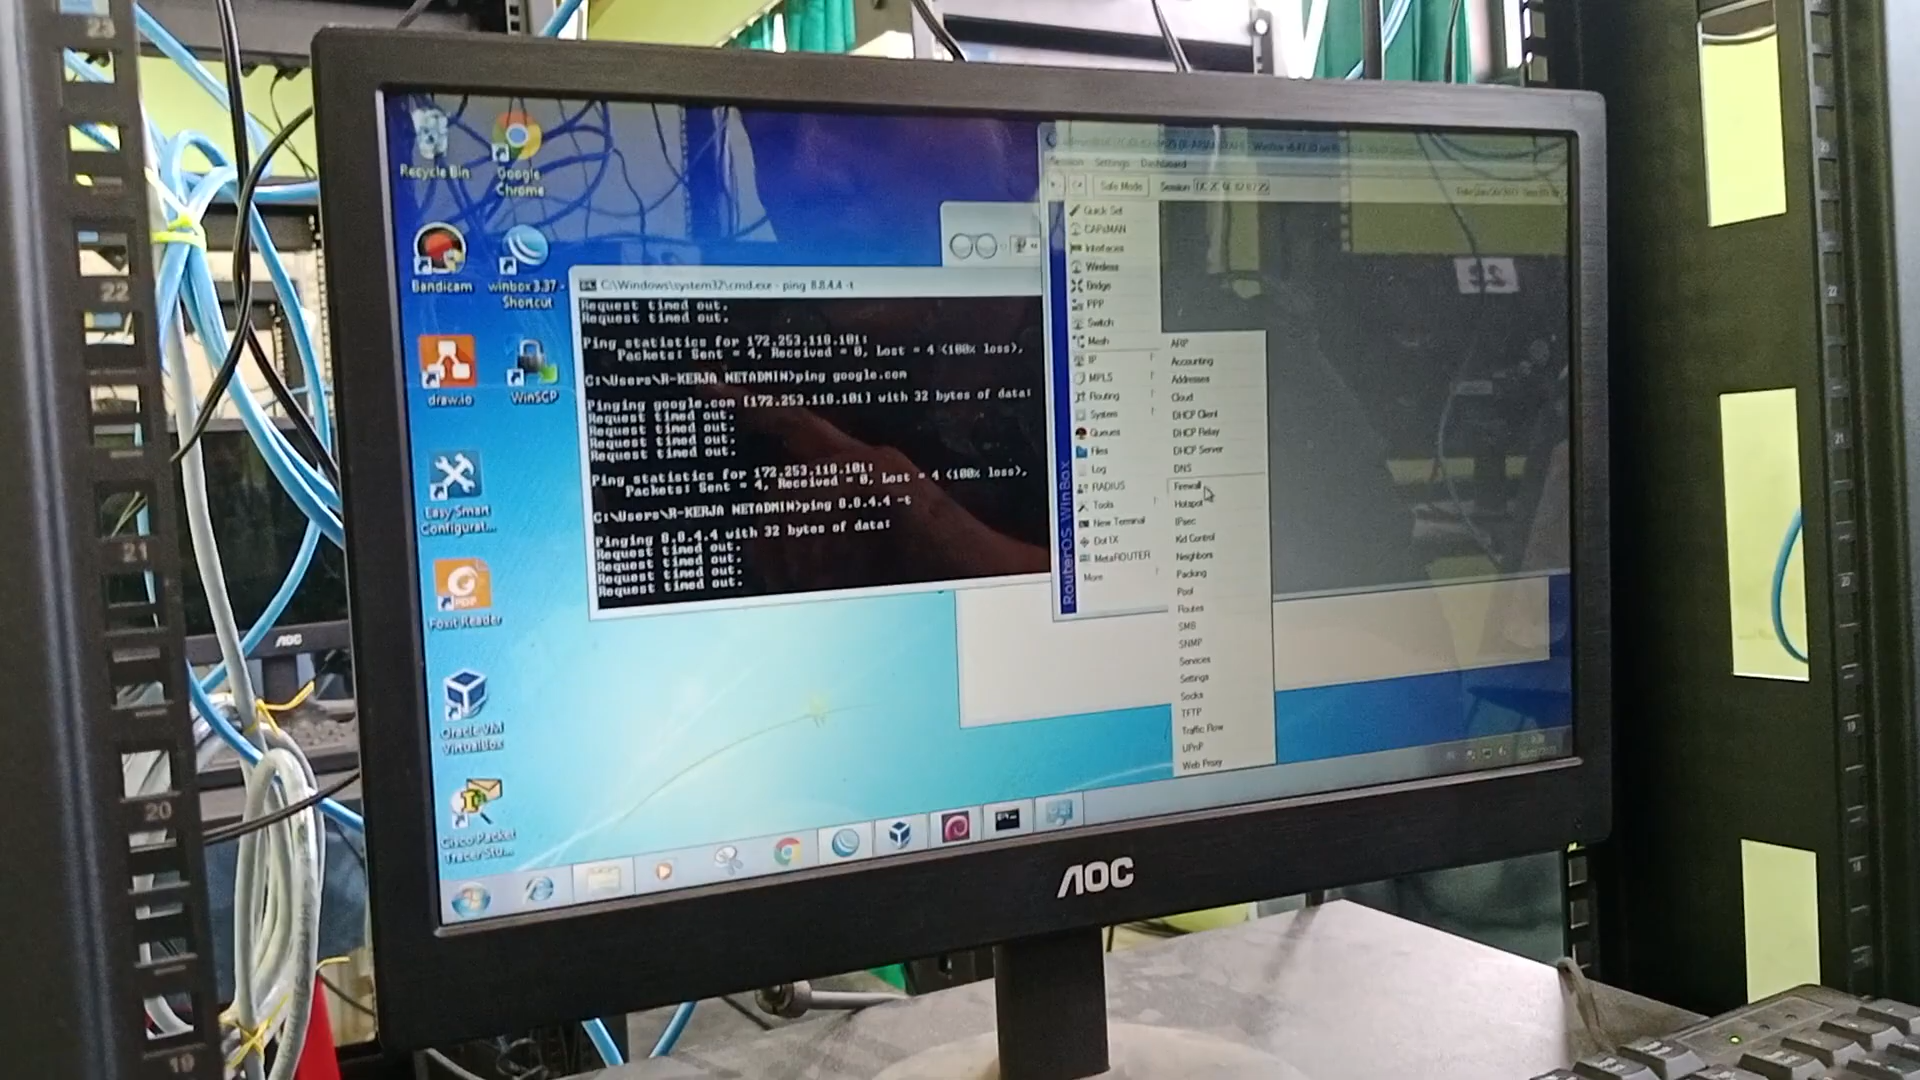 23
22
21
20
19
Recycle Bin
Google
Chrome
Bandicam
winbox 3.37 -
Shortcut
draw.io
WinSCP
Easy Smart
Configurat...
PDF
Foxit Reader
Oracle VM
VirtualBox
Cisco Packet
Tracer Stu...
C:\Windows\system32\cmd.exe - ping 8.8.4.4 -t
Request timed out.
Request timed out.
Ping statistics for 172.253.118.101:
Packets: Sent = 4, Received = 0, Lost = 4 (100% loss),
C:\Users\R-KERJA NETADMIN>ping google.com
Pinging google.com [172.253.118.101] with 32 bytes of data:
Request timed out.
Request timed out.
Request timed out.
Request timed out.
Ping statistics for 172.253.118.101:
Packets: Sent = 4, Received = 0, Lost = 4 (100% loss),
C:\Users\R-KERJA NETADMIN>ping 8.8.4.4 -t
Pinging 8.8.4.4 with 32 bytes of data:
Request timed out.
Request timed out.
Request timed out.
Request timed out.
Session Settings Dashboard
Safe Mode Session:
RouterOS WinBox
Quick Set
CAPsMAN
Interfaces
Wireless
Bridge
PPP
Switch
Mesh
IP
MPLS
Routing
System
Queues
Files
Log
RADIUS
Tools
New Terminal
Dot1X
MetaROUTER
More
ARP
Accounting
Addresses
Cloud
DHCP Client
DHCP Relay
DHCP Server
DNS
Firewall
Hotspot
IPsec
Kid Control
Neighbors
Packing
Pool
Routes
SMB
SNMP
Services
Settings
Socks
TFTP
Traffic Flow
UPnP
Web Proxy
AOC
AOC